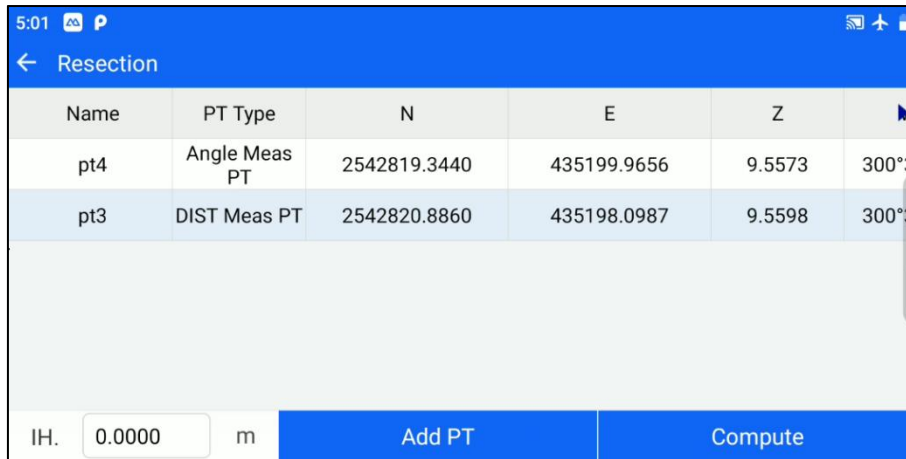 5:01
Resection
Name PT Type N E Z
pt4 Angle Meas PT 2542819.3440 435199.9656 9.5573 300°
pt3 DIST Meas PT 2542820.8860 435198.0987 9.5598 300°
IH. 0.0000 m Add PT Compute